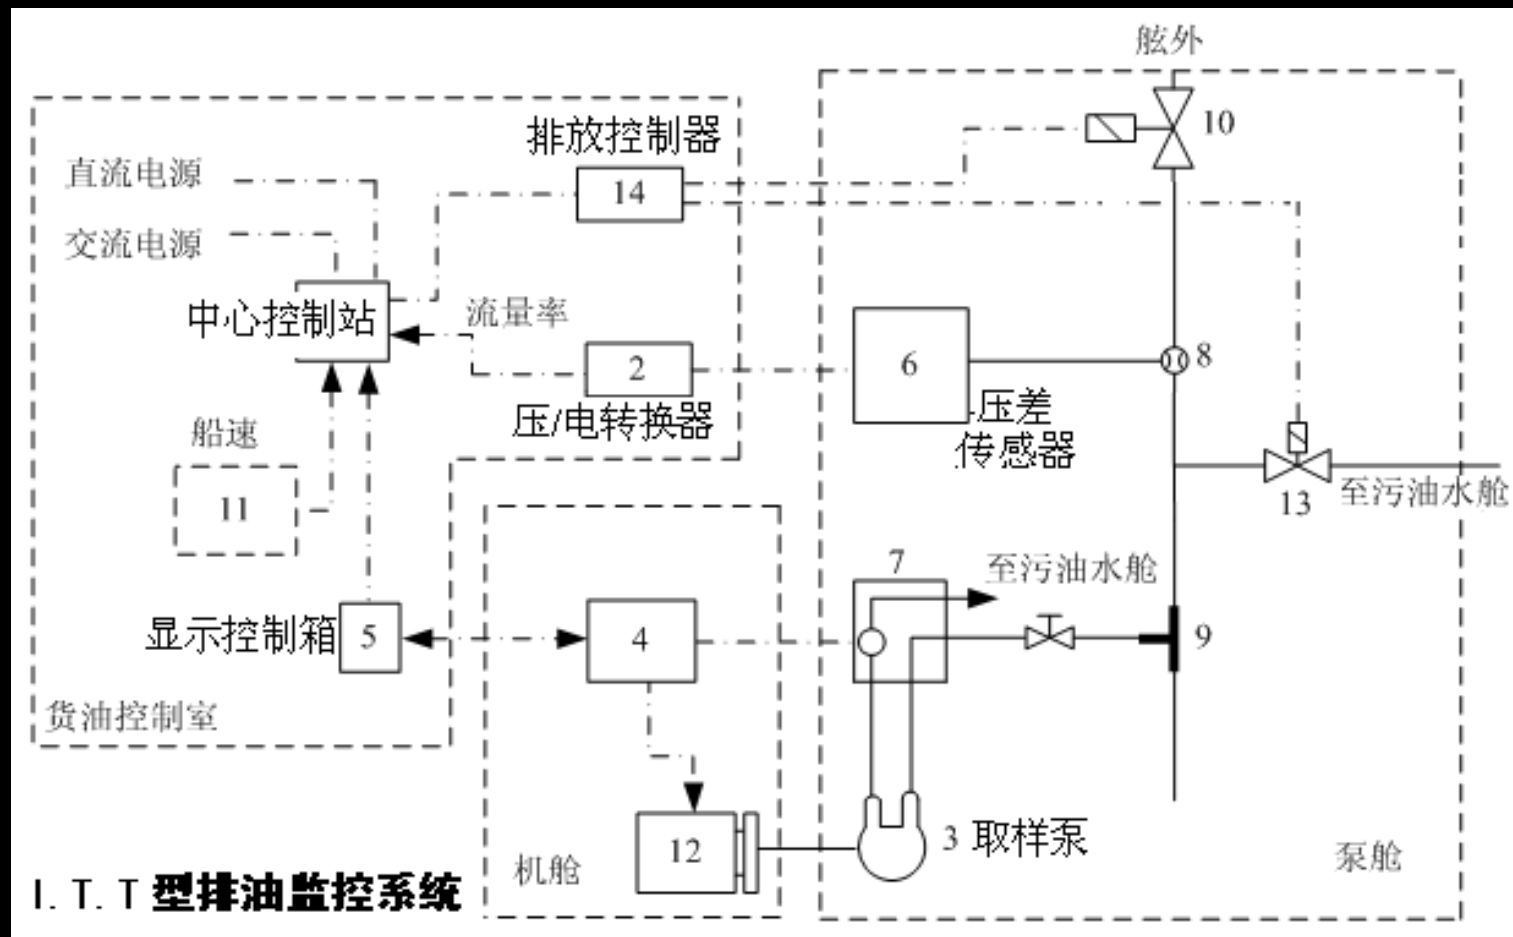 舷外
10
排放控制器
14
直流电源
交流电源
中心控制站
流量率
2
压/电转换器
6
8
压差
传感器
13
至污油水舱
船速
11
7
至污油水舱
显示控制箱
5
4
9
货油控制室
12
3 取样泵
机舱
泵舱
I.T.T型排油监控系统